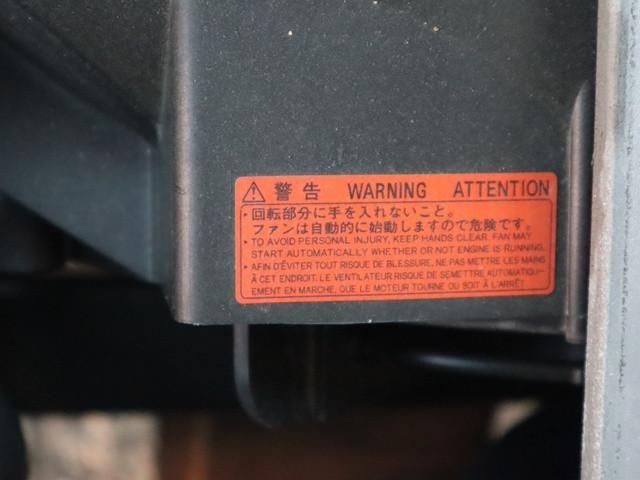 ⚠ 警告 WARNING ATTENTION
・回転部分に手を入れないこと。
ファンは自動的に始動しますので危険です。
・TO AVOID PERSONAL INJURY, KEEP HANDS CLEAR. FAN MAY
START AUTOMATICALLY WHETHER OR NOT ENGINE IS RUNNING.
・AFIN D'ÉVITER TOUT RISQUE DE BLESSURE, NE PAS METTRE LES MAINS
À CET ENDROIT. LE VENTILATEUR RISQUE DE SEMETTRE AUTOMATIQU-
EMENT EN MARCHE, QUE LE MOTEUR TOURNE OU SOIT À L'ARRÊT.